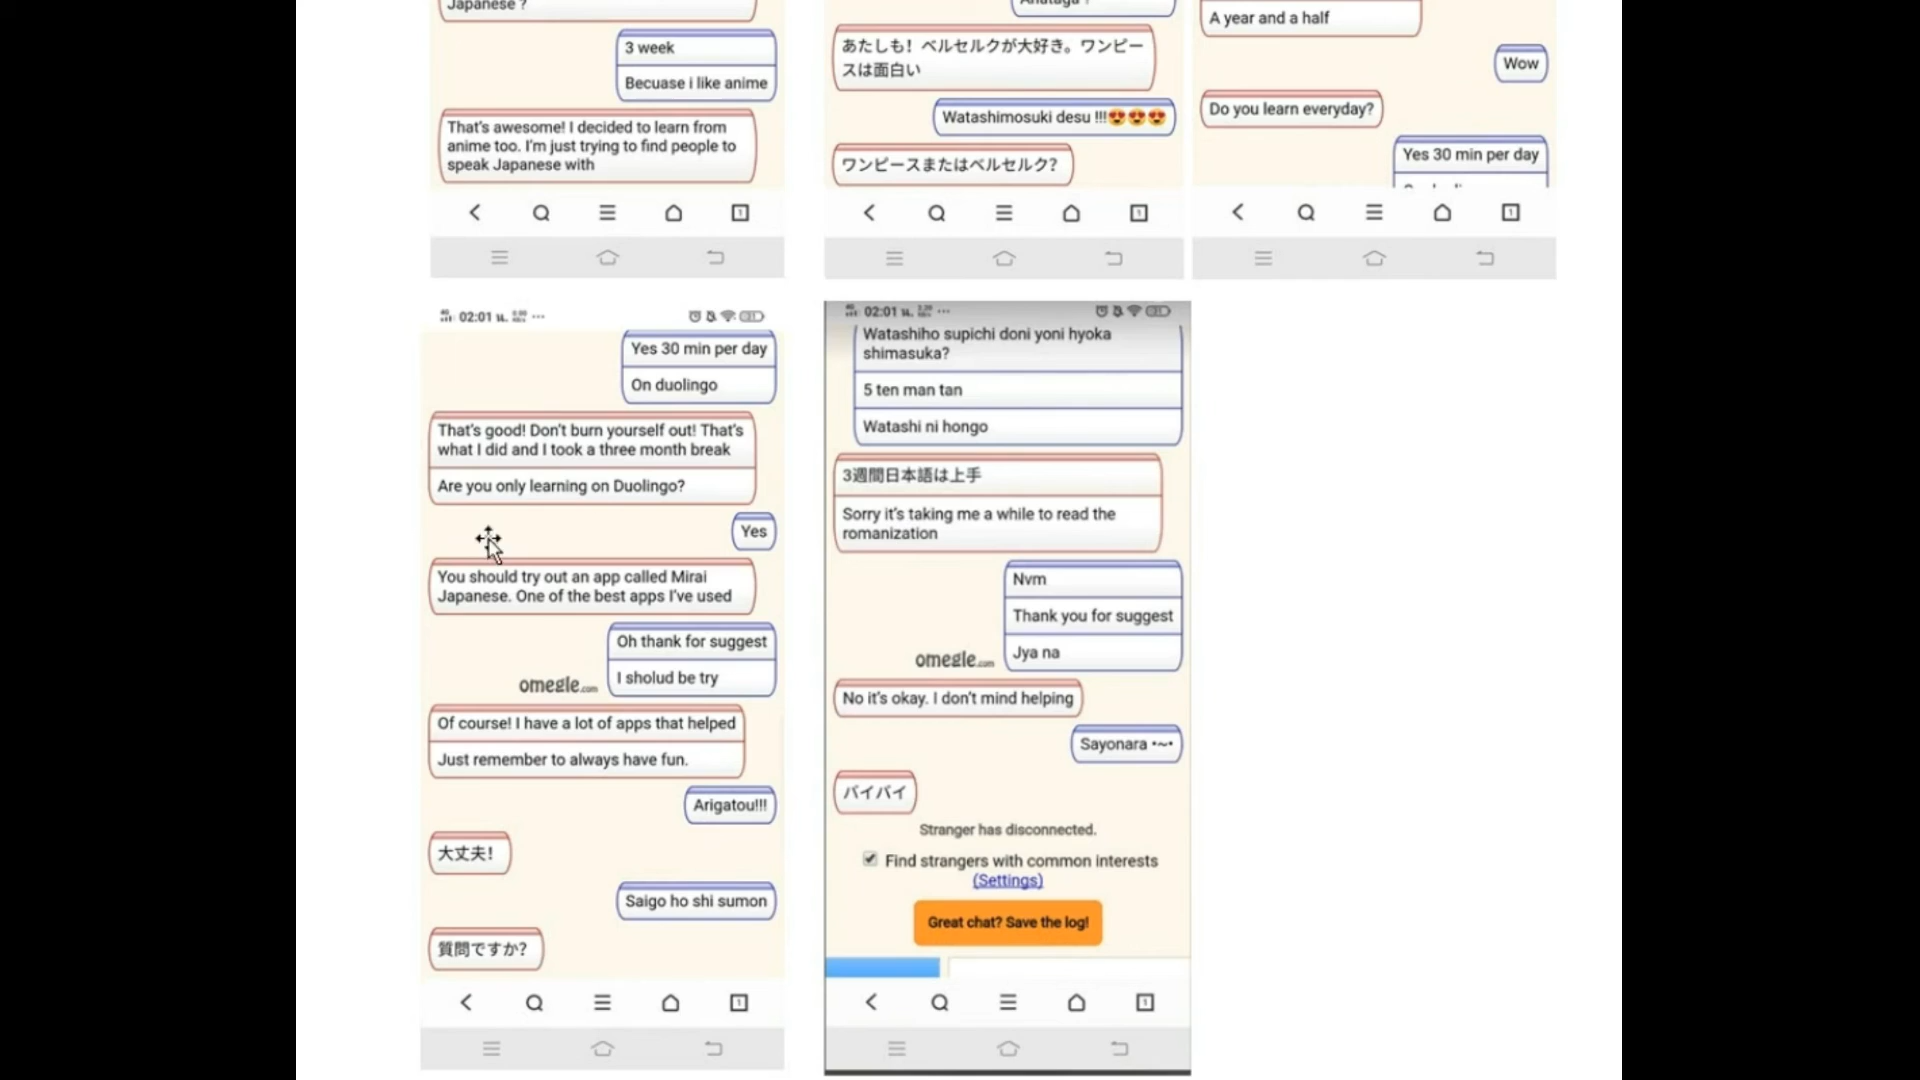 Japanese ?
3 week
Becuase i like anime
That's awesome! I decided to learn from
anime too. I'm just trying to find people to
speak Japanese with
あたしも！ベルセルクが大好き。ワンピー
スは面白い
Watashimosuki desu !!!😍😍😍
ワンピースまたはベルセルク？
A year and a half
Wow
Do you learn everyday?
Yes 30 min per day
02:01 น.
Yes 30 min per day
On duolingo
That's good! Don't burn yourself out! That's
what I did and I took a three month break
Are you only learning on Duolingo?
Yes
You should try out an app called Mirai
Japanese. One of the best apps I've used
Oh thank for suggest
I sholud be try
omegle.com
Of course! I have a lot of apps that helped
Just remember to always have fun.
Arigatou!!!
大丈夫！
Saigo ho shi sumon
質問ですか？
02:01 น.
Watashiho supichi doni yoni hyoka
shimasuka?
5 ten man tan
Watashi ni hongo
3週間日本語は上手
Sorry it's taking me a while to read the
romanization
Nvm
Thank you for suggest
Jya na
omegle.com
No it's okay. I don't mind helping
Sayonara •~•
バイバイ
Stranger has disconnected.
Find strangers with common interests
(Settings)
Great chat? Save the log!